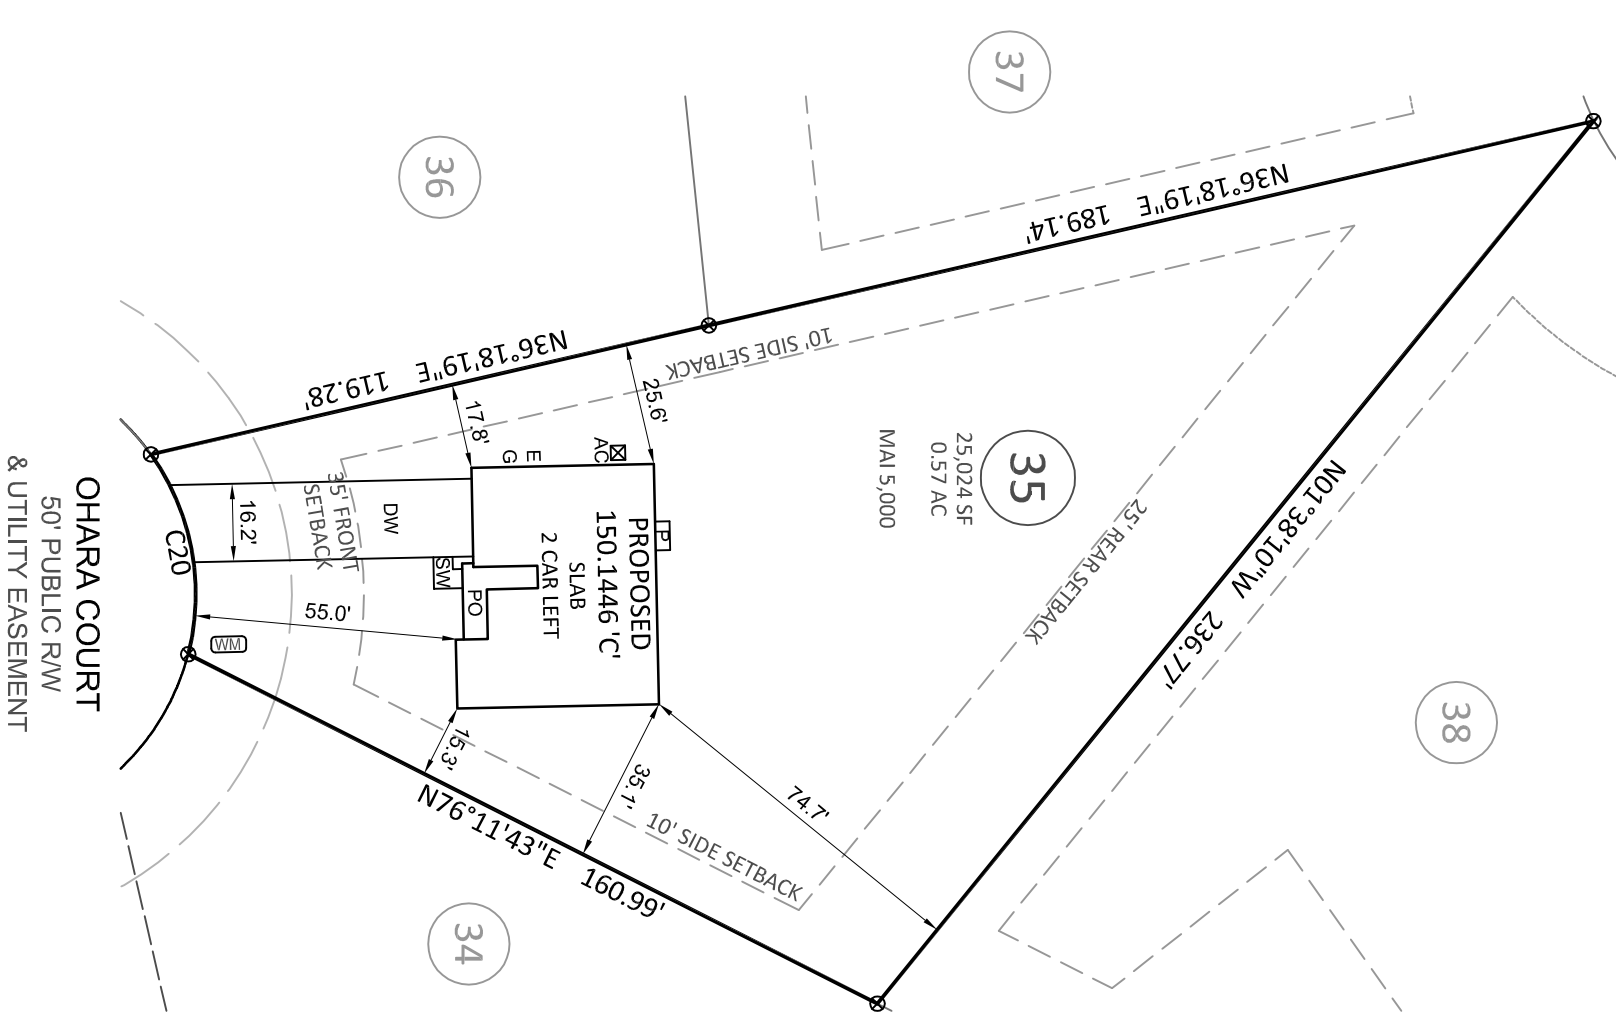 37
36
N36°18'19"E 189.14'
N36°18'19"E 119.28'
10' SIDE SETBACK
25.6'
17.8'
G
E
AC
35
25,024 SF
0.57 AC
MAI 5,000
25' REAR SETBACK
N01°38'10"W 236.77'
38
OHARA COURT
50' PUBLIC R/W
& UTILITY EASEMENT
C20
16.2'
35' FRONT
SETBACK
DW
SW
PO
P
PROPOSED
150.1446 'C'
SLAB
2 CAR LEFT
55.0'
WM
15.3'
35.1'
74.7'
10' SIDE SETBACK
N76°11'43"E 160.99'
34